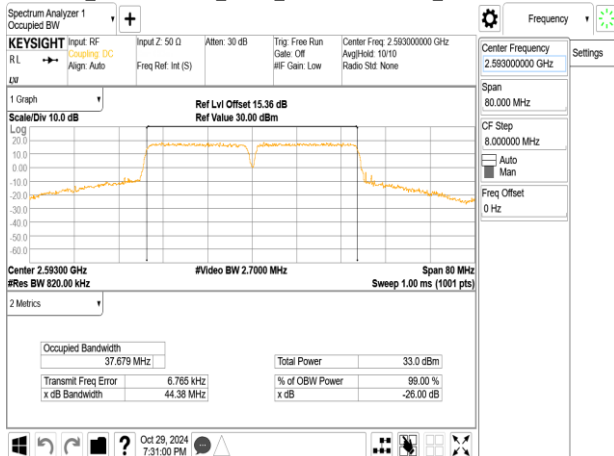 Spectrum Analyzer 1
Occupied BW
+
Frequency
KEYSIGHT Input: RF Input Z: 50 Ω Atten: 30 dB Trig: Free Run Center Freq: 2.593000000 GHz
RL Coupling: DC Gate: Off Avg|Hold: 10/10
Align: Auto Freq Ref: Int (S) #IF Gain: Low Radio Std: None
LXI
Center Frequency
2.593000000 GHz
Settings
Span
80.000 MHz
CF Step
8.000000 MHz
Auto
Man
Freq Offset
0 Hz
1 Graph
Ref Lvl Offset 15.36 dB
Scale/Div 10.0 dB Ref Value 30.00 dBm
Log
20.0
10.0
0.00
-10.0
-20.0
-30.0
-40.0
-50.0
-60.0
Center 2.59300 GHz #Video BW 2.7000 MHz Span 80 MHz
#Res BW 820.00 kHz Sweep 1.00 ms (1001 pts)
2 Metrics
Occupied Bandwidth
37.679 MHz Total Power 33.0 dBm
Transmit Freq Error 6.765 kHz % of OBW Power 99.00 %
x dB Bandwidth 44.38 MHz x dB -26.00 dB
? Oct 29, 2024
7:31:00 PM